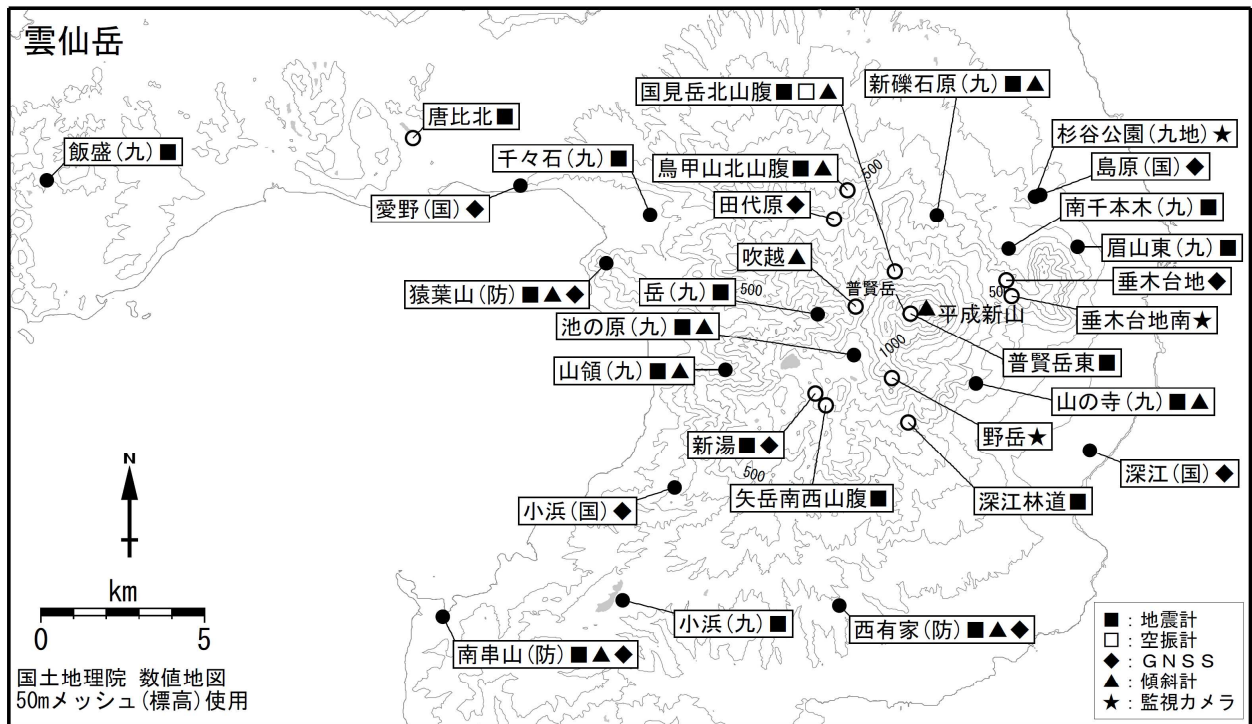 雲仙岳
国見岳北山腹■□▲
新礫石原(九)■▲
唐比北■
杉谷公園(九地)★
飯盛(九)■
千々石(九)■
鳥甲山北山腹■▲
500
島原(国)◆
愛野(国)◆
田代原◆
南千本木(九)■
吹越▲
眉山東(九)■
猿葉山(防)■▲◆
岳(九)■
500
普賢岳
500
垂木台地◆
平成新山
垂木台地南★
池の原(九)■▲
1000
普賢岳東■
山領(九)■▲
山の寺(九)■▲
新湯■◆
野岳★
500
深江(国)◆
矢岳南西山腹■
深江林道■
小浜(国)◆
N
km
0 5
小浜(九)■
西有家(防)■▲◆
南串山(防)■▲◆
国土地理院 数値地図
50mメッシュ(標高)使用
■:地震計
□:空振計
◆:GNSS
▲:傾斜計
★:監視カメラ